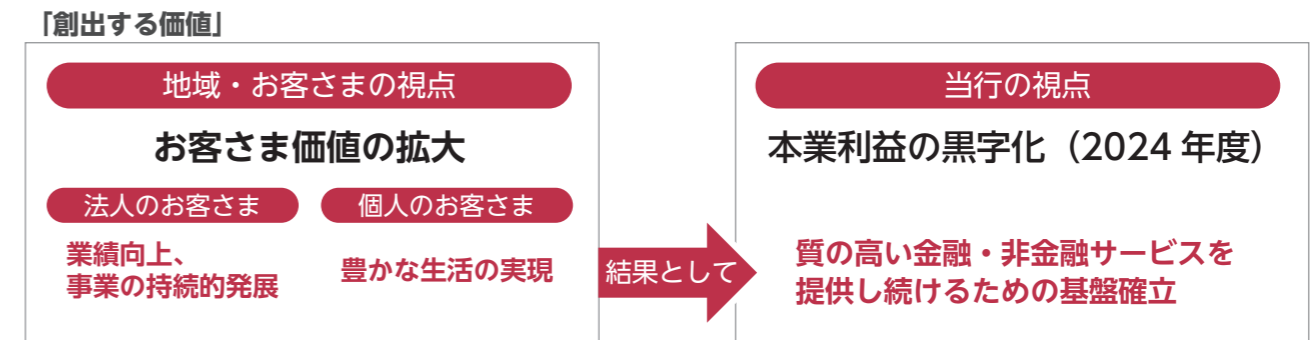 「創出する価値」
地域・お客さまの視点
お客さま価値の拡大
法人のお客さま
業績向上、
事業の持続的発展
個人のお客さま
豊かな生活の実現
結果として
当行の視点
本業利益の黒字化（2024 年度）
質の高い金融・非金融サービスを
提供し続けるための基盤確立